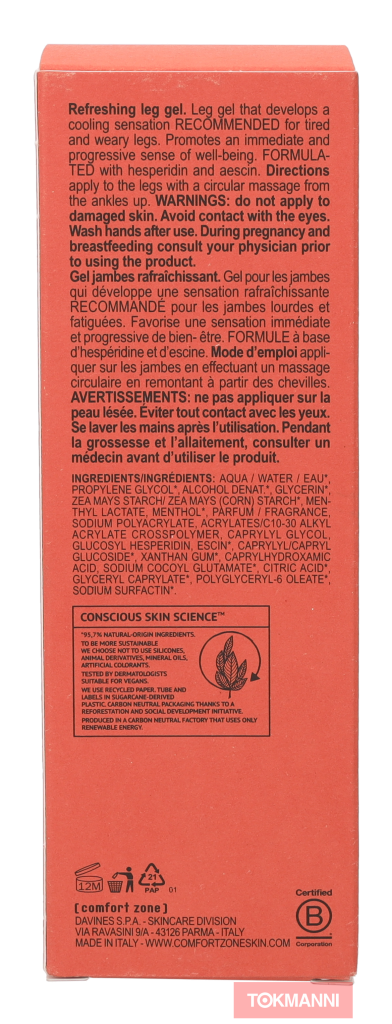 Refreshing leg gel. Leg gel that develops a
cooling sensation RECOMMENDED for tired
and weary legs. Promotes an immediate and
progressive sense of well-being. FORMULA-
TED with hesperidin and aescin. Directions
apply to the legs with a circular massage from
the ankles up. WARNINGS: do not apply to
damaged skin. Avoid contact with the eyes.
Wash hands after use. During pregnancy and
breastfeeding consult your physician prior
to using the product.
Gel jambes rafraîchissant. Gel pour les jambes
qui développe une sensation rafraîchissante
RECOMMANDÉ pour les jambes lourdes et
fatiguées. Favorise une sensation immédiate
et progressive de bien- être. FORMULE à base
d'hespéridine et d'escine. Mode d'emploi appli-
quer sur les jambes en effectuant un massage
circulaire en remontant à partir des chevilles.
AVERTISSEMENTS: ne pas appliquer sur la
peau lésée. Éviter tout contact avec les yeux.
Se laver les mains après l'utilisation. Pendant
la grossesse et l'allaitement, consulter un
médecin avant d'utiliser le produit.
INGREDIENTS/INGRÉDIENTS: AQUA / WATER / EAU*,
PROPYLENE GLYCOL*, ALCOHOL DENAT.*, GLYCERIN*,
ZEA MAYS STARCH/ ZEA MAYS (CORN) STARCH*, MEN-
THYL LACTATE, MENTHOL*, PARFUM / FRAGRANCE,
SODIUM POLYACRYLATE, ACRYLATES/C10-30 ALKYL
ACRYLATE CROSSPOLYMER, CAPRYLYL GLYCOL,
GLUCOSYL HESPERIDIN, ESCIN*, CAPRYLYL/CAPRYL
GLUCOSIDE*, XANTHAN GUM*, CAPRYLHYDROXAMIC
ACID, SODIUM COCOYL GLUTAMATE*, CITRIC ACID*,
GLYCERYL CAPRYLATE*, POLYGLYCERYL-6 OLEATE*,
SODIUM SURFACTIN*.
CONSCIOUS SKIN SCIENCE™
*95,7% NATURAL-ORIGIN INGREDIENTS.
TO BE MORE SUSTAINABLE
WE CHOOSE NOT TO USE SILICONES,
ANIMAL DERIVATIVES, MINERAL OILS,
ARTIFICIAL COLORANTS.
TESTED BY DERMATOLOGISTS
SUITABLE FOR VEGANS.
WE USE RECYCLED PAPER, TUBE AND
LABELS IN SUGARCANE-DERIVED
PLASTIC. CARBON NEUTRAL PACKAGING THANKS TO A
REFORESTATION AND SOCIAL DEVELOPMENT INITIATIVE.
PRODUCED IN A CARBON NEUTRAL FACTORY THAT USES ONLY
RENEWABLE ENERGY.
12M
21
PAP
01
[comfort zone]
DAVINES S.P.A. - SKINCARE DIVISION
VIA RAVASINI 9/A - 43126 PARMA - ITALY
MADE IN ITALY - WWW.COMFORTZONESKIN.COM
Certified
B
Corporation
TOKMANNI